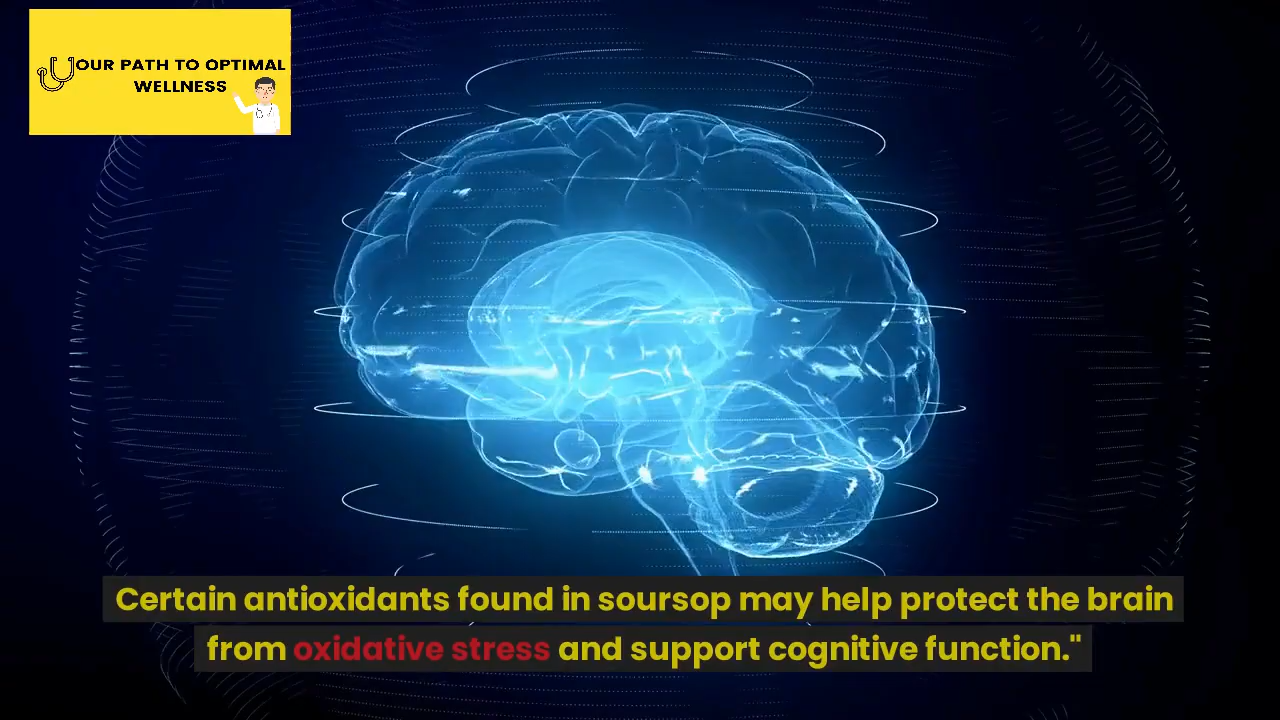 OUR PATH TO OPTIMAL
WELLNESS
Certain antioxidants found in soursop may help protect the brain
from oxidative stress and support cognitive function."